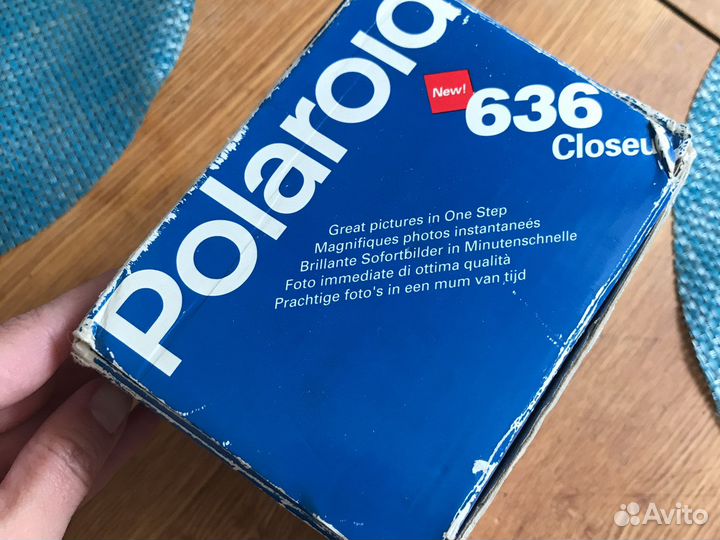 Polaroid
New!
636
Closeu
Great pictures in One Step
Magnifiques photos instantaneés
Brillante Sofortbilder in Minutenschnelle
Foto immediate di ottima qualità
Prachtige foto's in een mum van tijd
Avito